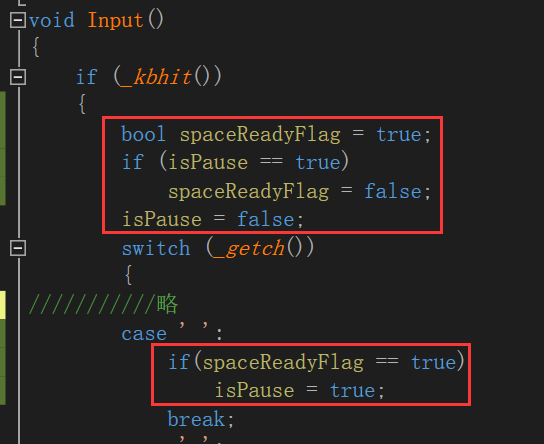 void Input()
{
if (_kbhit())
{
bool spaceReadyFlag = true;
if (isPause == true)
spaceReadyFlag = false;
isPause = false;
switch (_getch())
{
///////////略
case ' ':
if(spaceReadyFlag == true)
isPause = true;
break;